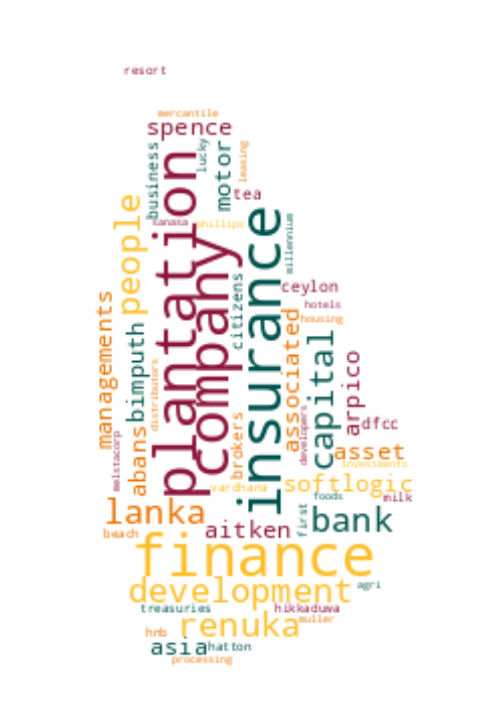 resort
mercantile
spence
business
lucky
motor
leasing
tea
people
plantation
sanasa
phillips
company
insurance
millennium
ceylon
hotels
housing
citizens
managements
bimputh
distributors
associated
capital
arpico
dfcc
developers
asset
investments
abans
melstacorp
brokers
vardhana
softlogic
milk
foods
first
lanka
aitken
bank
beach
finance
development
agri
treasuries
hikkaduwa
muller
renuka
hnb
asia
hatton
processing